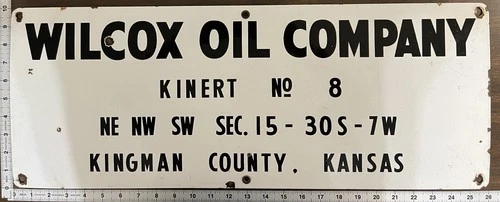 WILCOX OIL COMPANY
KINERT NO 8
NE NW SW SEC. 15 - 30S - 7W
KINGMAN COUNTY, KANSAS